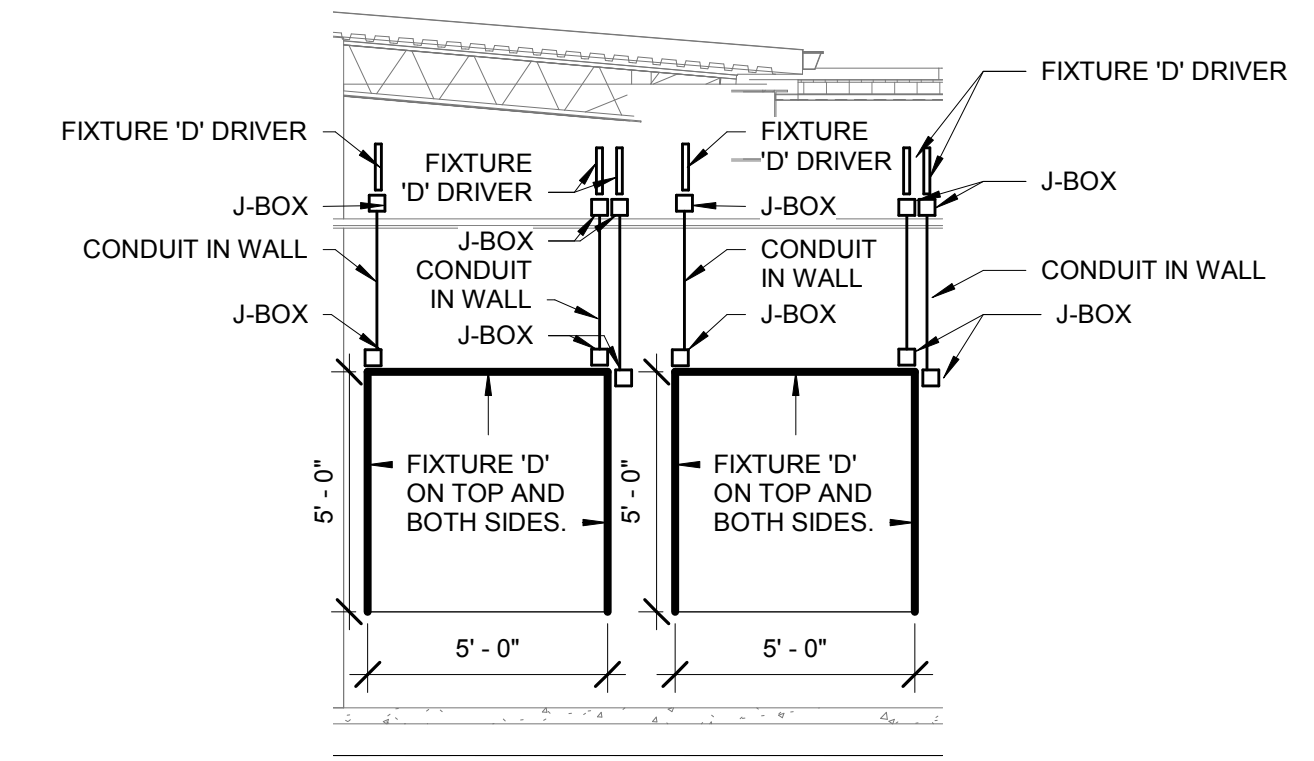 FIXTURE 'D' DRIVER
FIXTURE 'D' DRIVER
FIXTURE
'D' DRIVER
FIXTURE
'D' DRIVER
J-BOX
J-BOX
J-BOX
J-BOX
CONDUIT IN WALL
CONDUIT
IN WALL
CONDUIT
IN WALL
CONDUIT IN WALL
J-BOX
J-BOX
J-BOX
J-BOX
5' - 0"
FIXTURE 'D'
ON TOP AND
BOTH SIDES.
5' - 0"
FIXTURE 'D'
ON TOP AND
BOTH SIDES.
5' - 0"
5' - 0"